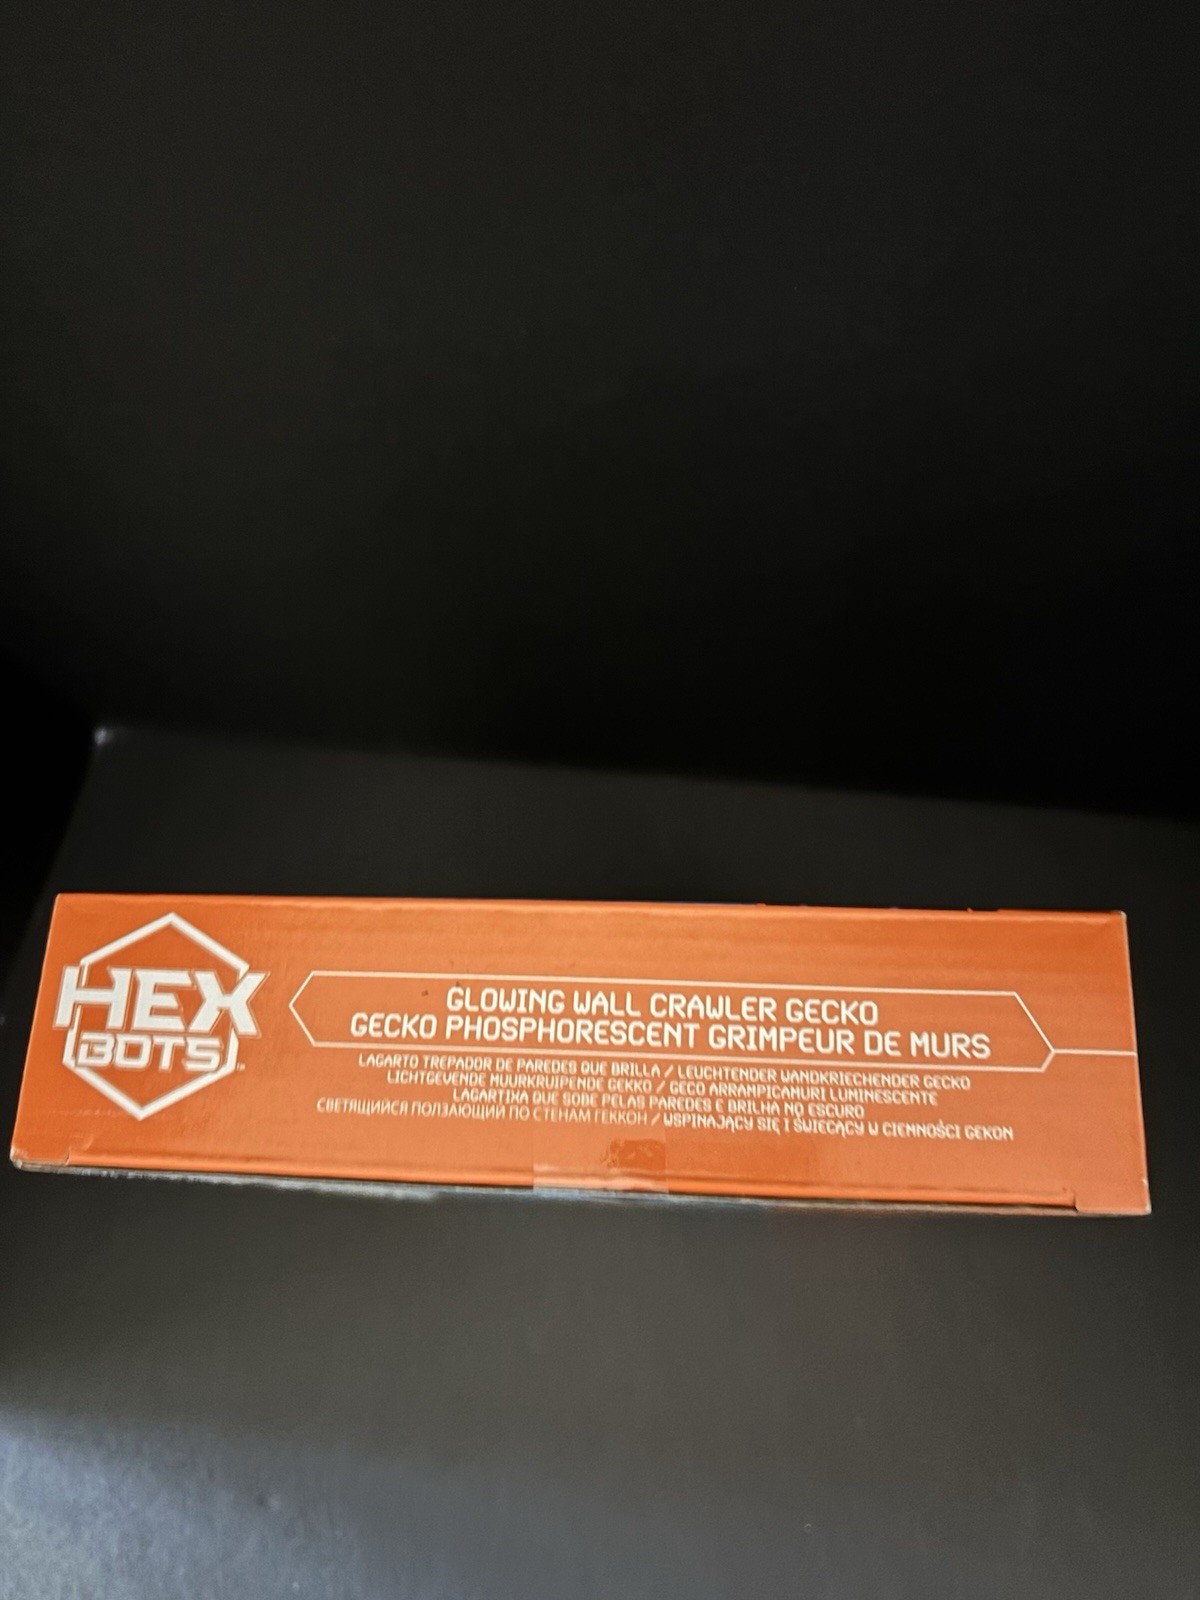 HEX
BOTS™
GLOWING WALL CRAWLER GECKO
GECKO PHOSPHORESCENT GRIMPEUR DE MURS
LAGARTO TREPADOR DE PAREDES QUE BRILLA / LEUCHTENDER WANDKRIECHENDER GECKO
LICHTGEVENDE MUURKRUIPENDE GEKKO / GECO ARRAMPICAMURI LUMINESCENTE
LAGARTIXA QUE SOBE PELAS PAREDES E BRILHA NO ESCURO
СВЕТЯЩИЙСЯ ПОЛЗАЮЩИЙ ПО СТЕНАМ ГЕККОН / WSPINAJĄCY SIĘ I ŚWIECĄCY W CIEMNOŚCI GEKON